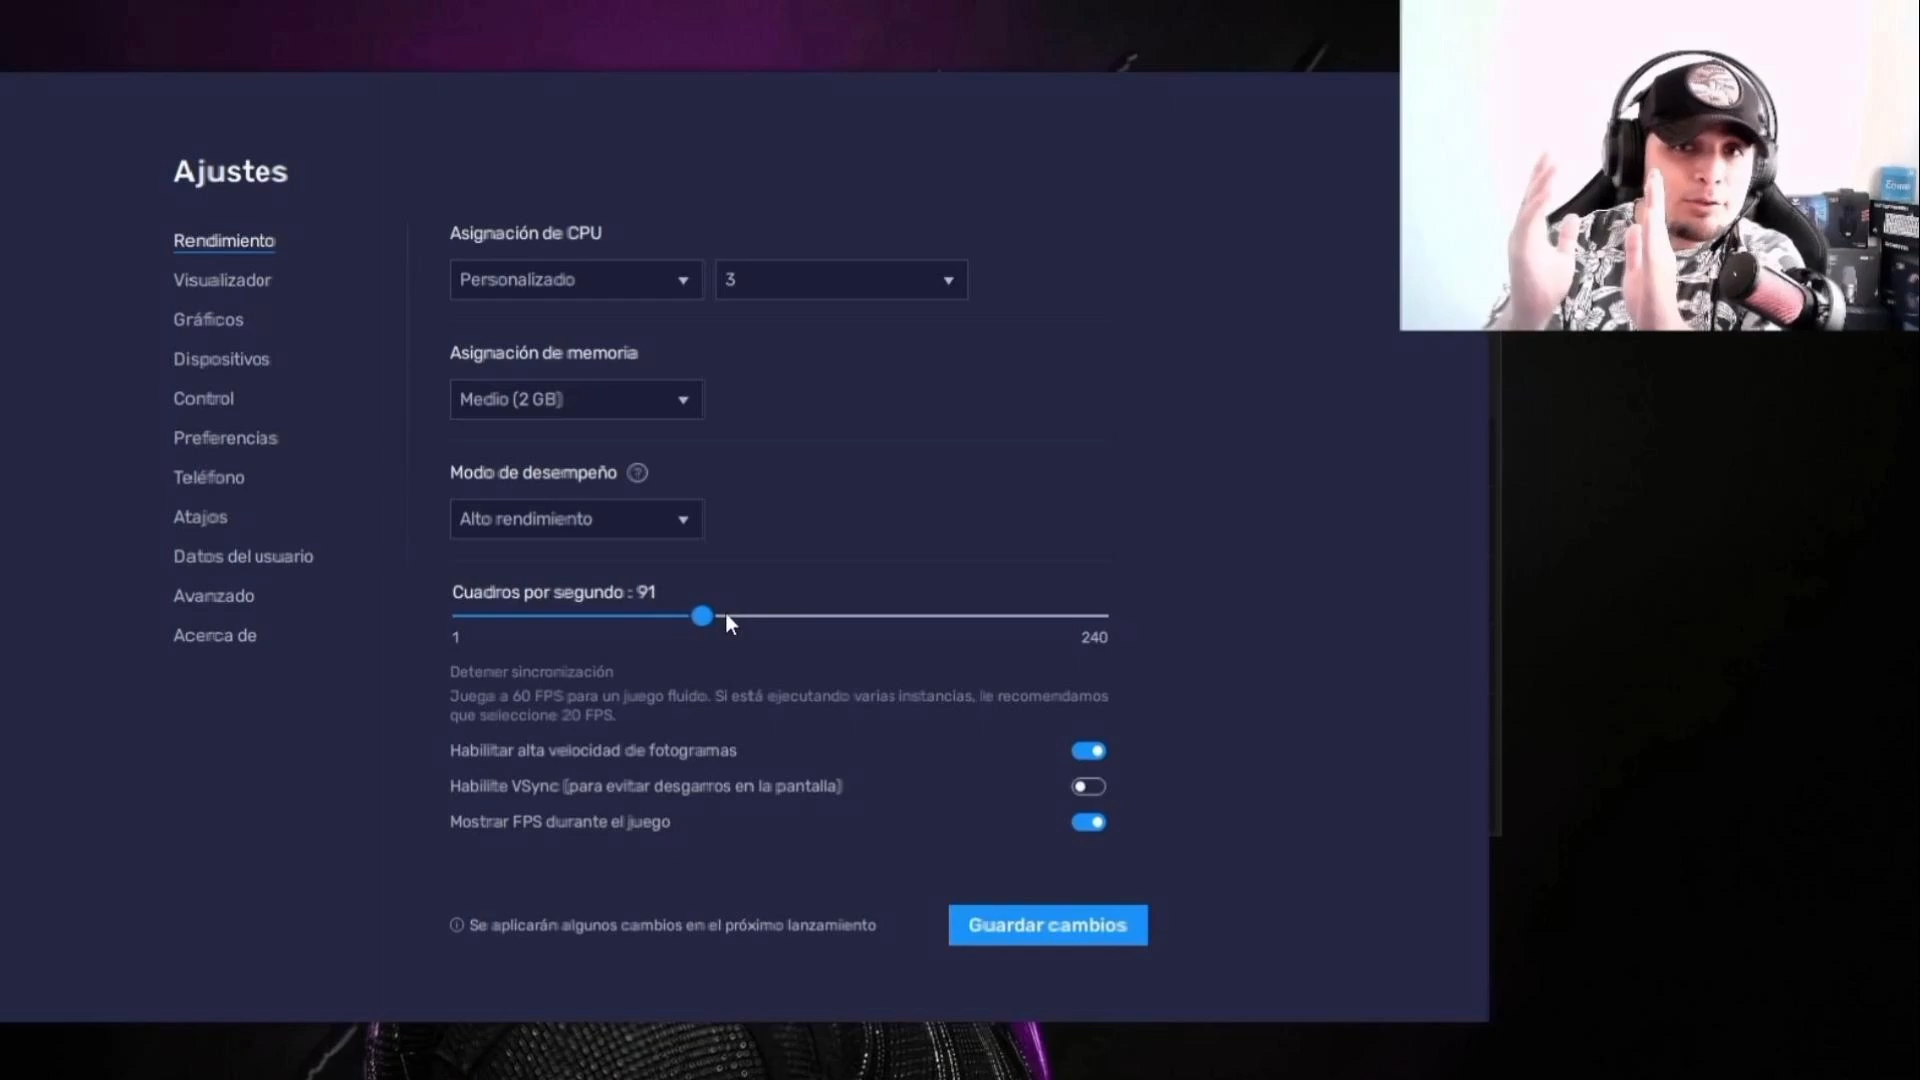 Ajustes
Rendimiento
Visualizador
Gráficos
Dispositivos
Control
Preferencias
Teléfono
Atajos
Datos del usuario
Avanzado
Acerca de
Asignación de CPU
Personalizado
3
Asignación de memoria
Medio (2 GB)
Modo de desempeño ?
Alto rendimiento
Cuadros por segundo : 91
1
240
Detener sincronización
Juega a 60 FPS para un juego fluido. Si está ejecutando varias instancias, le recomendamos
que seleccione 20 FPS.
Habilitar alta velocidad de fotogramas
Habilite VSync (para evitar desgarros en la pantalla)
Mostrar FPS durante el juego
Se aplicarán algunos cambios en el próximo lanzamiento
Guardar cambios